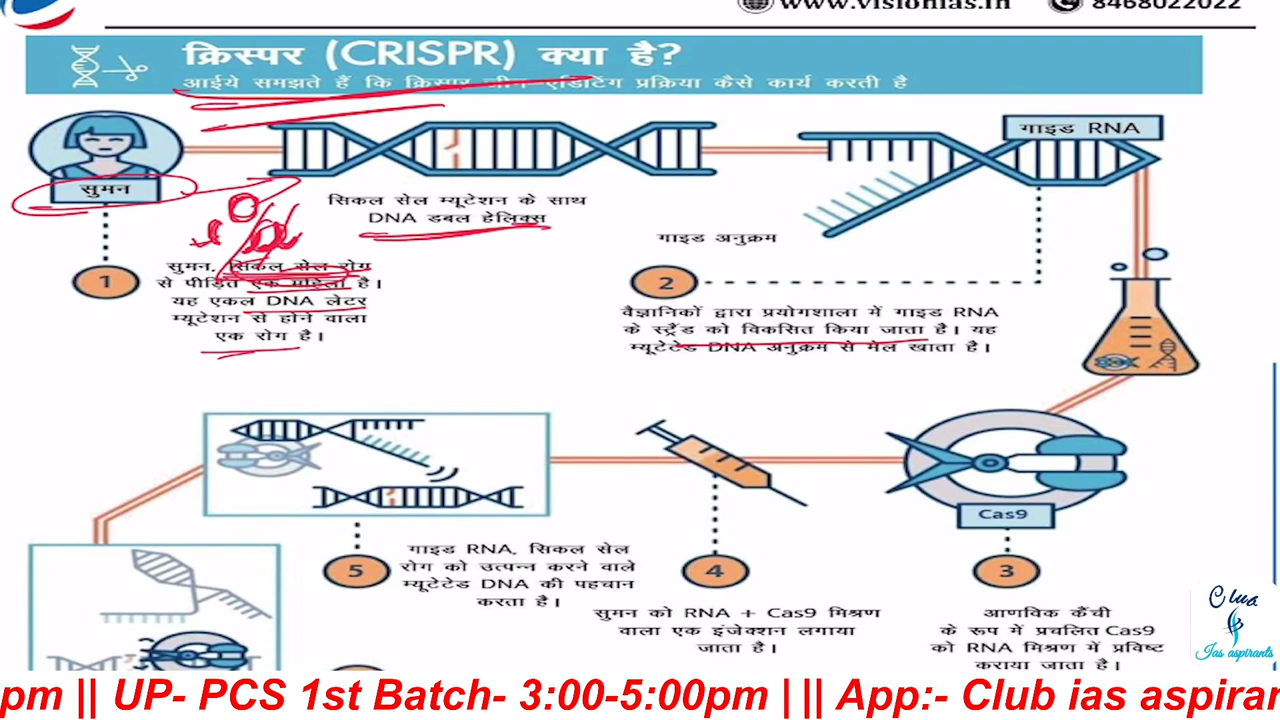 www.visionias.in 8468022022
क्रिस्पर (CRISPR) क्या है?
आईये समझते हैं कि क्रिस्पर जीन-एडिटिंग प्रक्रिया कैसे कार्य करती है
सुमन
सिकल सेल म्यूटेशन के साथ
DNA डबल हेलिक्स
गाइड RNA
गाइड अनुक्रम
1
सुमन, सिकल सेल रोग
से पीड़ित एक महिला है।
यह एकल DNA लेटर
म्यूटेशन से होने वाला
एक रोग है।
2
वैज्ञानिकों द्वारा प्रयोगशाला में गाइड RNA
के स्ट्रैंड को विकसित किया जाता है। यह
म्यूटेटेड DNA अनुक्रम से मेल खाता है।
Cas9
3
आणविक कैंची
के रूप में प्रचलित Cas9
को RNA मिश्रण में प्रविष्ट
कराया जाता है।
4
सुमन को RNA + Cas9 मिश्रण
वाला एक इंजेक्शन लगाया
जाता है।
5
गाइड RNA, सिकल सेल
रोग को उत्पन्न करने वाले
म्यूटेटेड DNA की पहचान
करता है।
Club
Ias aspirants
pm || UP- PCS 1st Batch- 3:00-5:00pm | || App:- Club ias aspiran